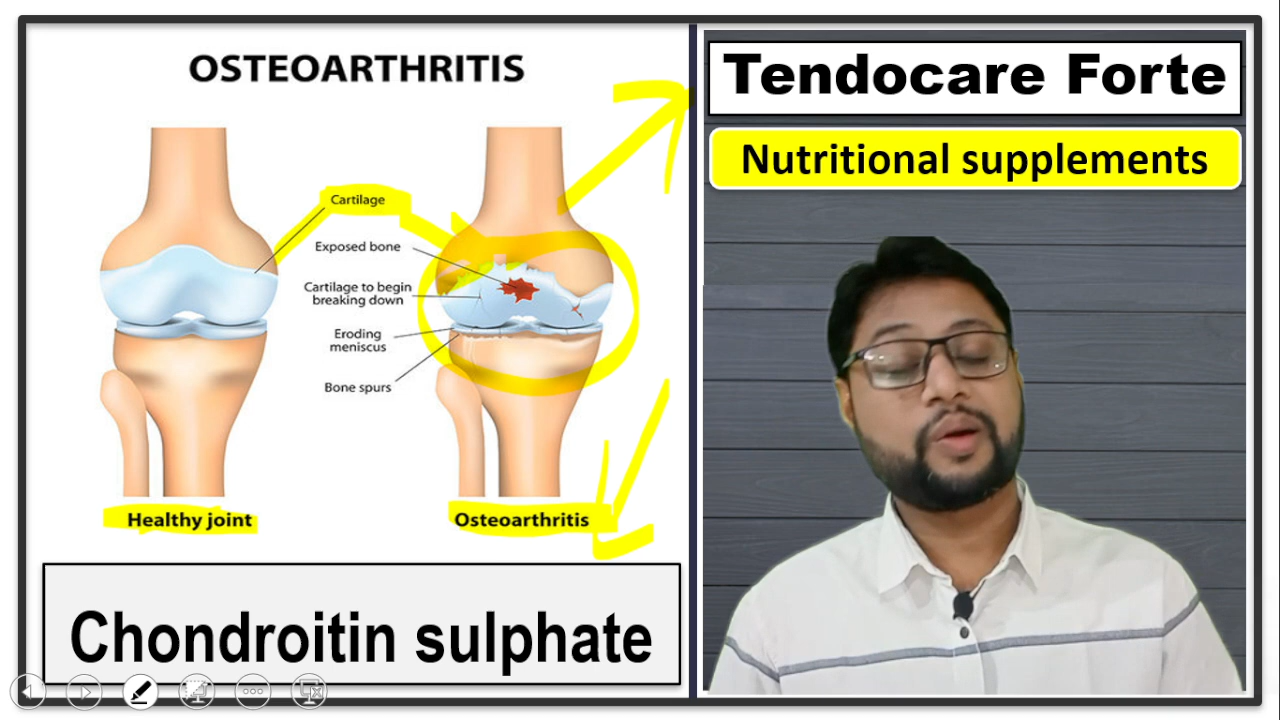 OSTEOARTHRITIS
Cartilage
Exposed bone
Cartilage to begin
breaking down
Eroding
meniscus
Bone spurs
Healthy joint
Osteoarthritis
Chondroitin sulphate
Tendocare Forte
Nutritional supplements